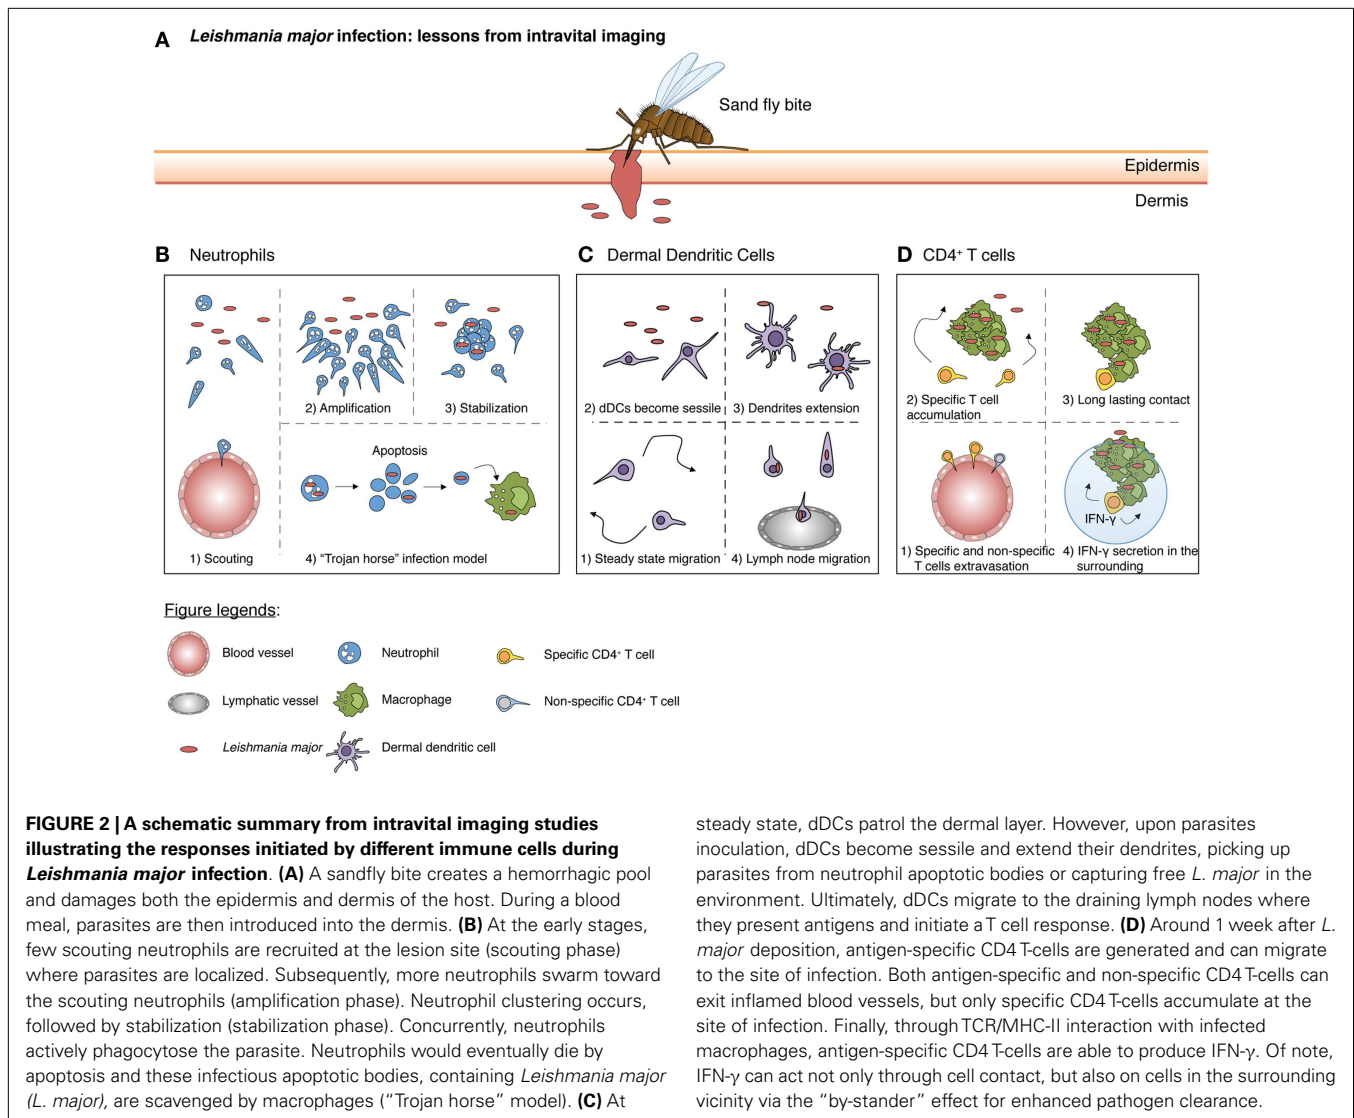 A Leishmania major infection: lessons from intravital imaging
Sand fly bite
Epidermis
Dermis
B Neutrophils
2) Amplification
3) Stabilization
Apoptosis
1) Scouting
4) “Trojan horse” infection model
C Dermal Dendritic Cells
2) dDCs become sessile
3) Dendrites extension
1) Steady state migration
4) Lymph node migration
D CD4+ T cells
2) Specific T cell
accumulation
3) Long lasting contact
IFN-γ
1) Specific and non-specific
T cells extravasation
4) IFN-γ secretion in the
surrounding
Figure legends:
Blood vessel
Neutrophil
Specific CD4+ T cell
Lymphatic vessel
Macrophage
Non-specific CD4+ T cell
Leishmania major
Dermal dendritic cell
FIGURE 2 | A schematic summary from intravital imaging studies
illustrating the responses initiated by different immune cells during
Leishmania major infection. (A) A sandfly bite creates a hemorrhagic pool
and damages both the epidermis and dermis of the host. During a blood
meal, parasites are then introduced into the dermis. (B) At the early stages,
few scouting neutrophils are recruited at the lesion site (scouting phase)
where parasites are localized. Subsequently, more neutrophils swarm toward
the scouting neutrophils (amplification phase). Neutrophil clustering occurs,
followed by stabilization (stabilization phase). Concurrently, neutrophils
actively phagocytose the parasite. Neutrophils would eventually die by
apoptosis and these infectious apoptotic bodies, containing Leishmania major
(L. major), are scavenged by macrophages (“Trojan horse” model). (C) At
steady state, dDCs patrol the dermal layer. However, upon parasites
inoculation, dDCs become sessile and extend their dendrites, picking up
parasites from neutrophil apoptotic bodies or capturing free L. major in the
environment. Ultimately, dDCs migrate to the draining lymph nodes where
they present antigens and initiate a T cell response. (D) Around 1 week after L.
major deposition, antigen-specific CD4 T-cells are generated and can migrate
to the site of infection. Both antigen-specific and non-specific CD4 T-cells can
exit inflamed blood vessels, but only specific CD4 T-cells accumulate at the
site of infection. Finally, through TCR/MHC-II interaction with infected
macrophages, antigen-specific CD4 T-cells are able to produce IFN-γ. Of note,
IFN-γ can act not only through cell contact, but also on cells in the surrounding
vicinity via the “by-stander” effect for enhanced pathogen clearance.